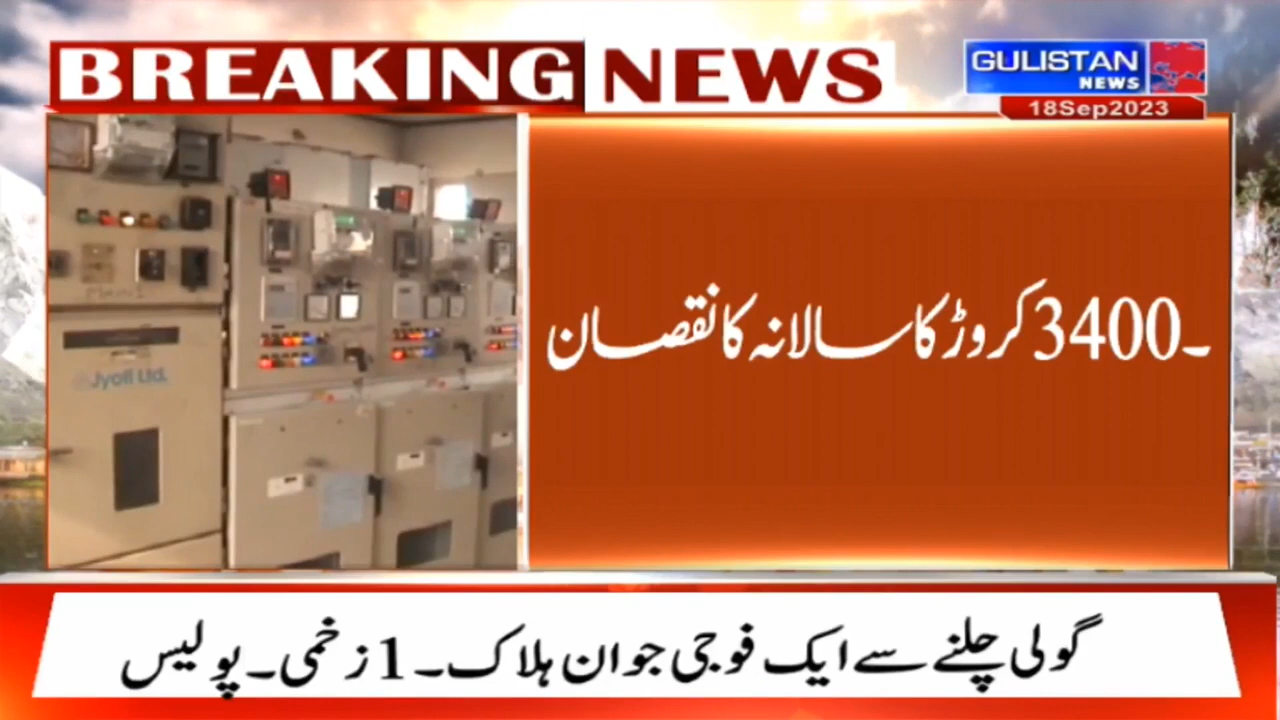 BREAKING NEWS
GULISTAN
NEWS
18Sep2023
Jyoti Ltd.
۔3400 کروڑ کا سالانہ کا نقصان
گولی چلنے سے ایک فوجی جوان ہلاک۔1 زخمی۔پولیس